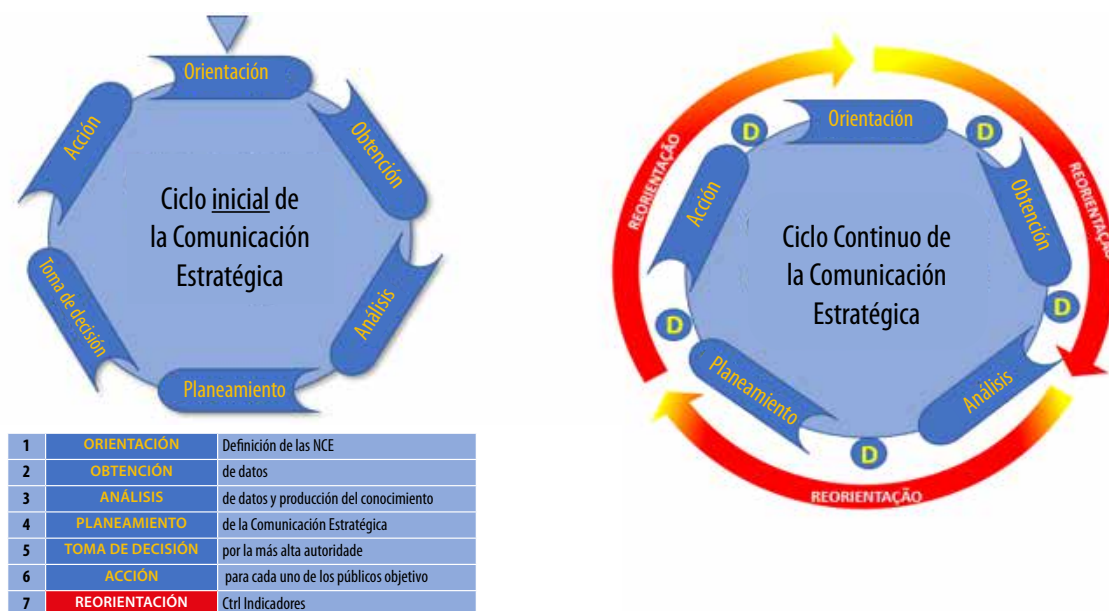 Orientación
Obtención
Análisis
Planeamiento
Toma de decisión
Acción
Ciclo inicial de
la Comunicación
Estratégica
1 ORIENTACIÓN Definición de las NCE
2 OBTENCIÓN de datos
3 ANÁLISIS de datos y producción del conocimiento
4 PLANEAMIENTO de la Comunicación Estratégica
5 TOMA DE DECISIÓN por la más alta autoridade
6 ACCIÓN para cada uno de los públicos objetivo
7 REORIENTACIÓN Ctrl Indicadores
Orientación
D
Obtención
D
Análisis
D
Planeamiento
D
Acción
D
Ciclo Continuo de
la Comunicación
Estratégica
REORIENTAÇÃO
REORIENTAÇÃO
REORIENTAÇÃO